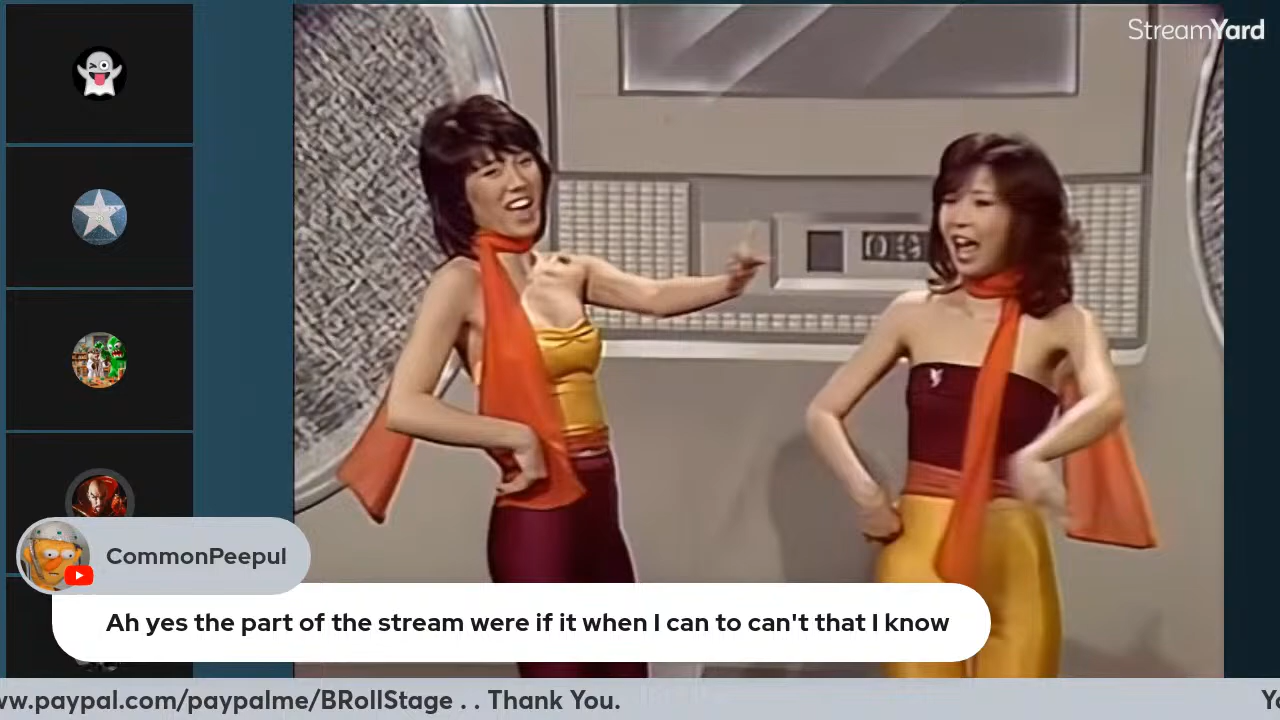 StreamYard
CommonPeepul
Ah yes the part of the stream were if it when I can to can't that I know
ww.paypal.com/paypalme/BRollStage . . Thank You.